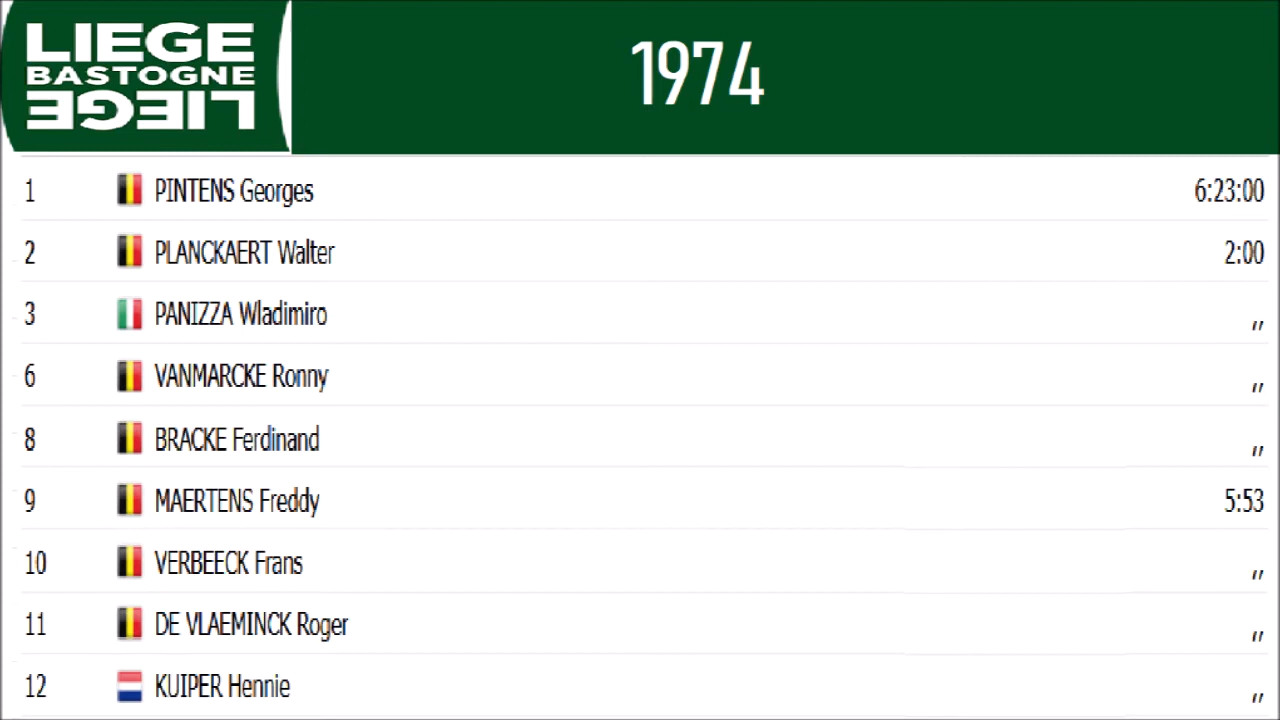 LIEGE
BASTOGNE
LIEGE
1974
1 PINTENS Georges 6:23:00
2 PLANCKAERT Walter 2:00
3 PANIZZA Wladimiro ,,
6 VANMARCKE Ronny ,,
8 BRACKE Ferdinand ,,
9 MAERTENS Freddy 5:53
10 VERBEECK Frans ,,
11 DE VLAEMINCK Roger ,,
12 KUIPER Hennie ,,